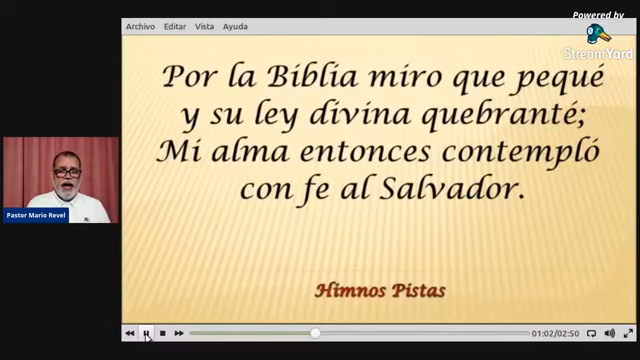 Powered by
StreamYard
Archivo Editar Vista Ayuda
Por la Biblia miro que pequé
y su ley divina quebranté;
Mi alma entonces contempló
con fe al Salvador.
Himnos Pistas
Pastor Mario Revel
01:02/02:50